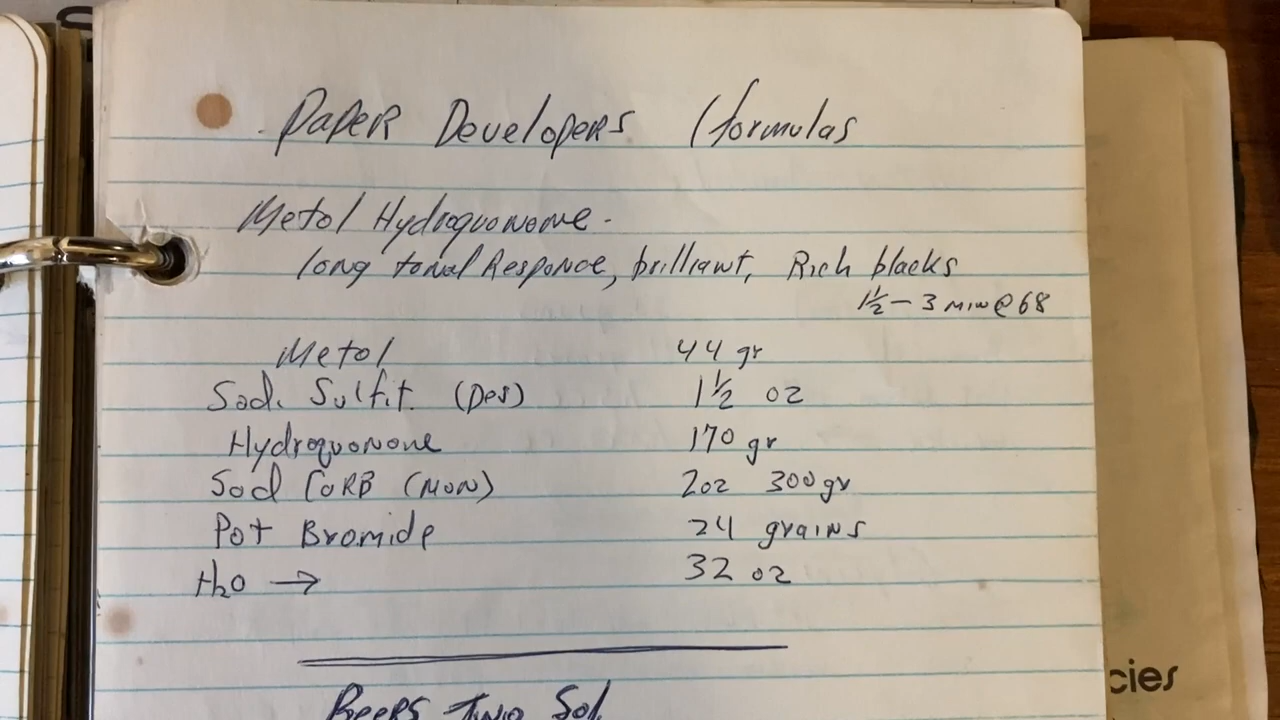 Paper Developers (formulas
Metol Hydroquonone -
long tonal Responce, brilliant, Rich blacks
1½ - 3 min @ 68
Metol 44 gr
Sod. Sulfit. (Des) 1½ oz
Hydroquonone 170 gr
Sod Carb (mon) 2oz 300gr
Pot Bromide 24 grains
H2O → 32 oz
Beers Two Sol
cies